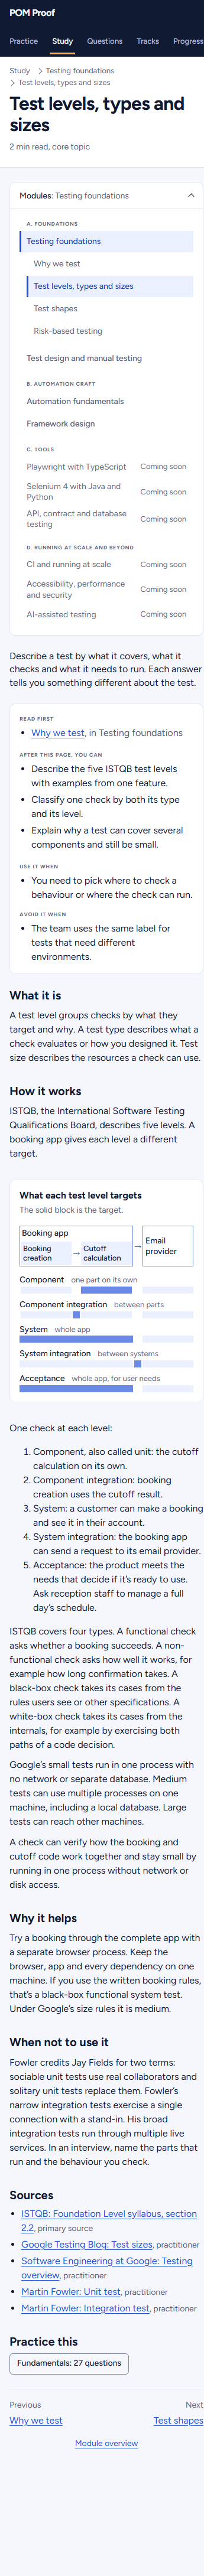 POM Proof
Practice Study Questions Tracks Progress
Study > Testing foundations
> Test levels, types and sizes
Test levels, types and
sizes
2 min read, core topic
Modules: Testing foundations
A. FOUNDATIONS
Testing foundations
Why we test
Test levels, types and sizes
Test shapes
Risk-based testing
Test design and manual testing
B. AUTOMATION CRAFT
Automation fundamentals
Framework design
C. TOOLS
Playwright with TypeScript Coming soon
Selenium 4 with Java and
Python Coming soon
API, contract and database
testing Coming soon
D. RUNNING AT SCALE AND BEYOND
CI and running at scale Coming soon
Accessibility, performance
and security Coming soon
AI-assisted testing Coming soon
Describe a test by what it covers, what it
checks and what it needs to run. Each answer
tells you something different about the test.
READ FIRST
• Why we test, in Testing foundations
AFTER THIS PAGE, YOU CAN
• Describe the five ISTQB test levels
with examples from one feature.
• Classify one check by both its type
and its level.
• Explain why a test can cover several
components and still be small.
USE IT WHEN
• You need to pick where to check a
behaviour or where the check can run.
AVOID IT WHEN
• The team uses the same label for
tests that need different
environments.
What it is
A test level groups checks by what they
target and why. A test type describes what a
check evaluates or how you designed it. Test
size describes the resources a check can use.
How it works
ISTQB, the International Software Testing
Qualifications Board, describes five levels. A
booking app gives each level a different
target.
What each test level targets
The solid block is the target.
Booking app
Booking
creation
→
Cutoff
calculation
→
Email
provider
Component one part on its own
Component integration between parts
System whole app
System integration between systems
Acceptance whole app, for user needs
One check at each level:
1. Component, also called unit: the cutoff
calculation on its own.
2. Component integration: booking
creation uses the cutoff result.
3. System: a customer can make a booking
and see it in their account.
4. System integration: the booking app
can send a request to its email provider.
5. Acceptance: the product meets the
needs that decide if it's ready to use.
Ask reception staff to manage a full
day's schedule.
ISTQB covers four types. A functional check
asks whether a booking succeeds. A non-
functional check asks how well it works, for
example how long confirmation takes. A
black-box check takes its cases from the
rules users see or other specifications. A
white-box check takes its cases from the
internals, for example by exercising both
paths of a code decision.
Google's small tests run in one process with
no network or separate database. Medium
tests can use multiple processes on one
machine, including a local database. Large
tests can reach other machines.
A check can verify how the booking and
cutoff code work together and stay small by
running in one process without network or
disk access.
Why it helps
Try a booking through the complete app with
a separate browser process. Keep the
browser, app and every dependency on one
machine. If you use the written booking rules,
that's a black-box functional system test.
Under Google's size rules it is medium.
When not to use it
Fowler credits Jay Fields for two terms:
sociable unit tests use real collaborators and
solitary unit tests replace them. Fowler's
narrow integration tests exercise a single
connection with a stand-in. His broad
integration tests run through multiple live
services. In an interview, name the parts that
run and the behaviour you check.
Sources
• ISTQB: Foundation Level syllabus, section
2.2, primary source
• Google Testing Blog: Test sizes, practitioner
• Software Engineering at Google: Testing
overview, practitioner
• Martin Fowler: Unit test, practitioner
• Martin Fowler: Integration test, practitioner
Practice this
Fundamentals: 27 questions
Previous Next
Why we test Test shapes
Module overview